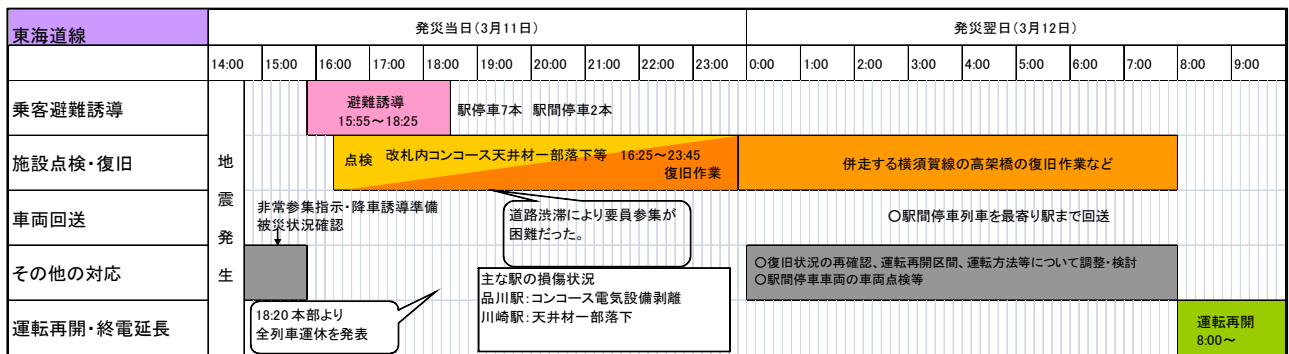 東海道線
発災当日(3月11日)
発災翌日(3月12日)
14:00 15:00 16:00 17:00 18:00 19:00 20:00 21:00 22:00 23:00 0:00 1:00 2:00 3:00 4:00 5:00 6:00 7:00 8:00 9:00
乗客避難誘導
避難誘導
15:55～18:25
駅停車7本 駅間停車2本
施設点検・復旧
地震発生
点検
改札内コンコース天井材一部落下等 16:25～23:45
復旧作業
併走する横須賀線の高架橋の復旧作業など
車両回送
非常参集指示・降車誘導準備
被災状況確認
道路渋滞により要員参集が
困難だった。
○駅間停車列車を最寄り駅まで回送
その他の対応
主な駅の損傷状況
品川駅:コンコース電気設備剥離
川崎駅:天井材一部落下
○復旧状況の再確認、運転再開区間、運転方法等について調整・検討
○駅間停車車両の車両点検等
18:20 本部より
全列車運休を発表
運転再開・終電延長
運転再開
8:00～